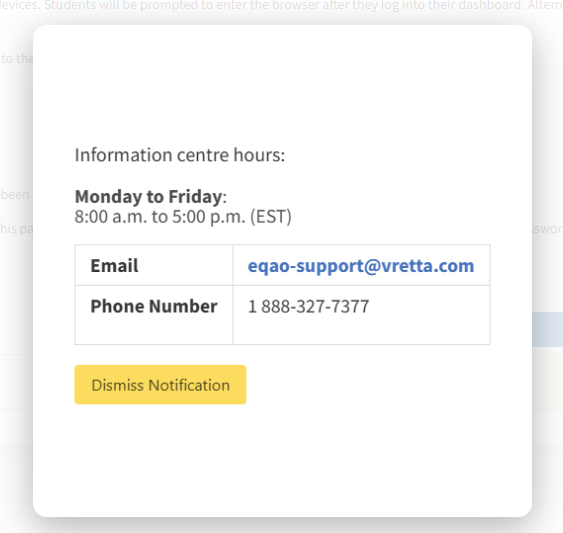 evices. Students will be prompted to enter the browser after they log into their dashboard. Altern
to the
Information centre hours:
been
Monday to Friday:
8:00 a.m. to 5:00 p.m. (EST)
his pa
sswor
Email eqao-support@vretta.com
Phone Number 1 888-327-7377
Dismiss Notification